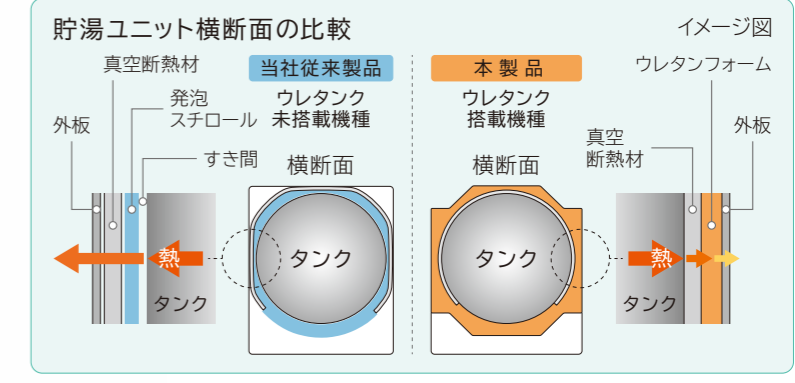 貯湯ユニット横断面の比較
イメージ図
真空断熱材
当社従来製品
発泡
スチロール
ウレタンク
未搭載機種
外板
すき間
横断面
熱
タンク
タンク
本製品
ウレタンフォーム
ウレタンク
搭載機種
真空
断熱材
外板
横断面
タンク
熱
タンク